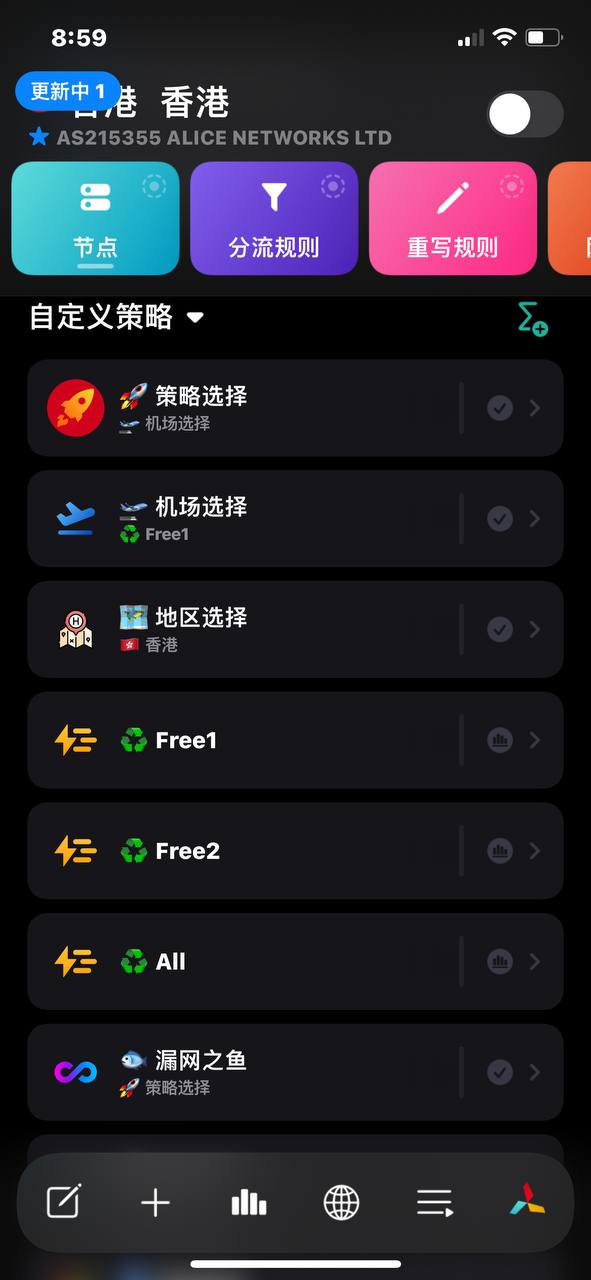 8:59
更新中 1
香港 香港
AS215355 ALICE NETWORKS LTD
节点
分流规则
重写规则
自定义策略
策略选择
机场选择
机场选择
Free1
地区选择
香港
Free1
Free2
All
漏网之鱼
策略选择